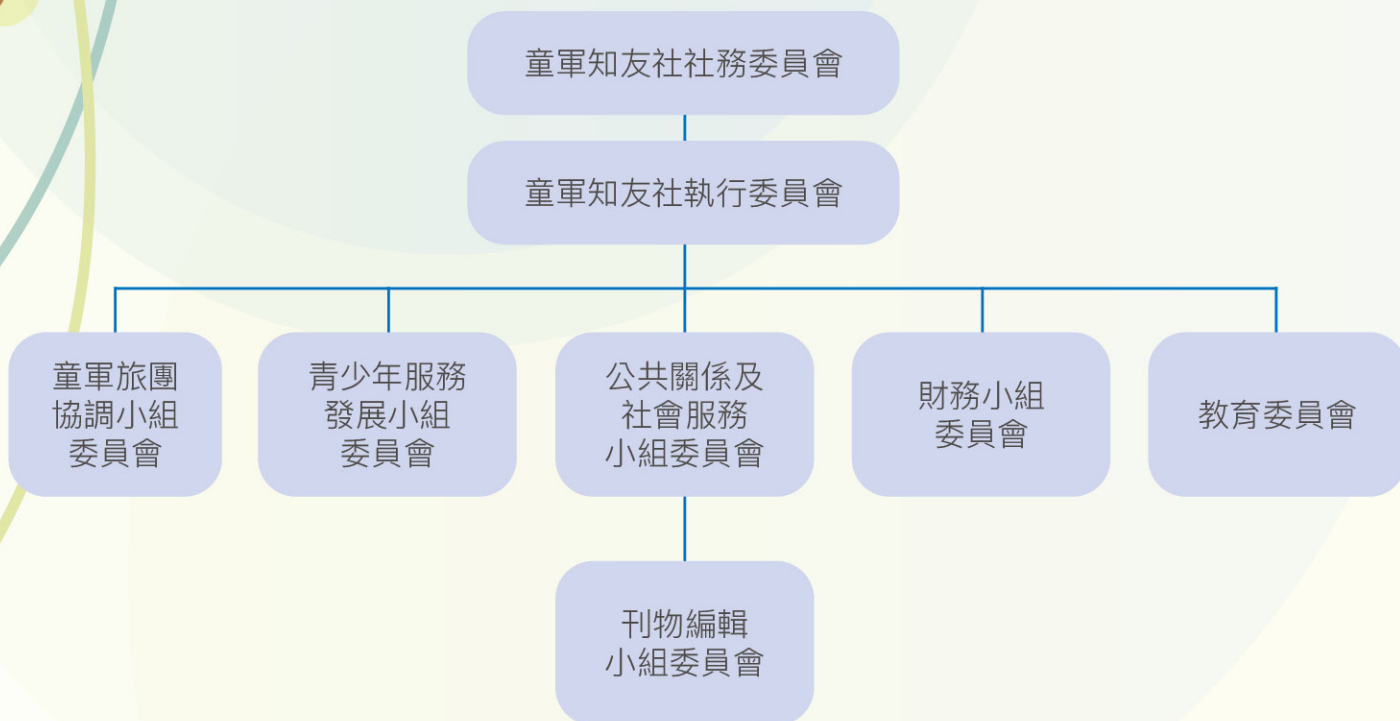 童軍知友社社務委員會
童軍知友社執行委員會
童軍旅團
協調小組
委員會
青少年服務
發展小組
委員會
公共關係及
社會服務
小組委員會
財務小組
委員會
教育委員會
刊物編輯
小組委員會